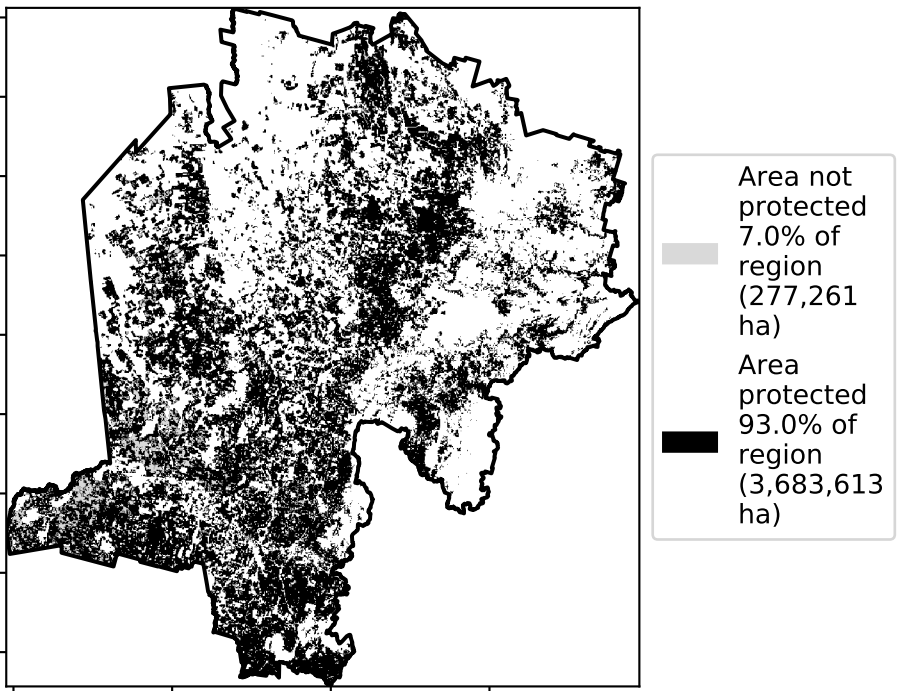 Area not
protected
7.0% of
region
(277,261
ha)
Area
protected
93.0% of
region
(3,683,613
ha)